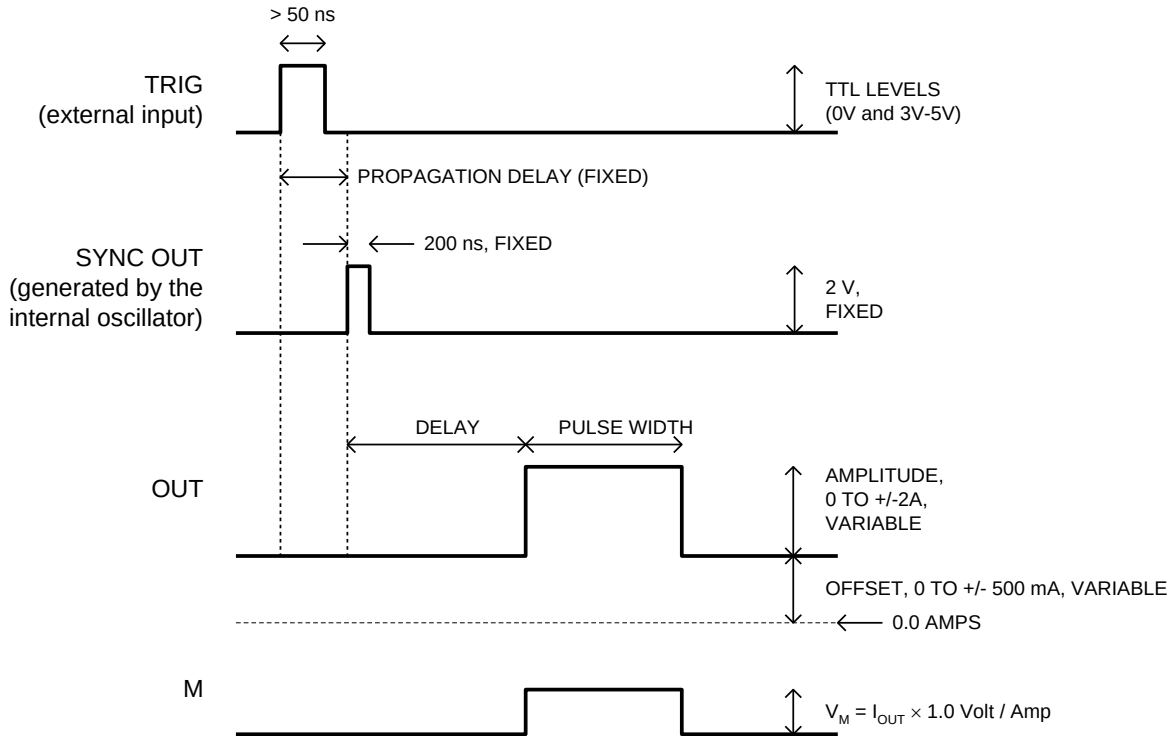 > 50 ns
TRIG
(external input)
TTL LEVELS
(0V and 3V-5V)
PROPAGATION DELAY (FIXED)
200 ns, FIXED
SYNC OUT
(generated by the
internal oscillator)
2 V,
FIXED
DELAY
PULSE WIDTH
OUT
AMPLITUDE,
0 TO +/-2A,
VARIABLE
OFFSET, 0 TO +/- 500 mA, VARIABLE
0.0 AMPS
M
V_M = I_OUT × 1.0 Volt / Amp